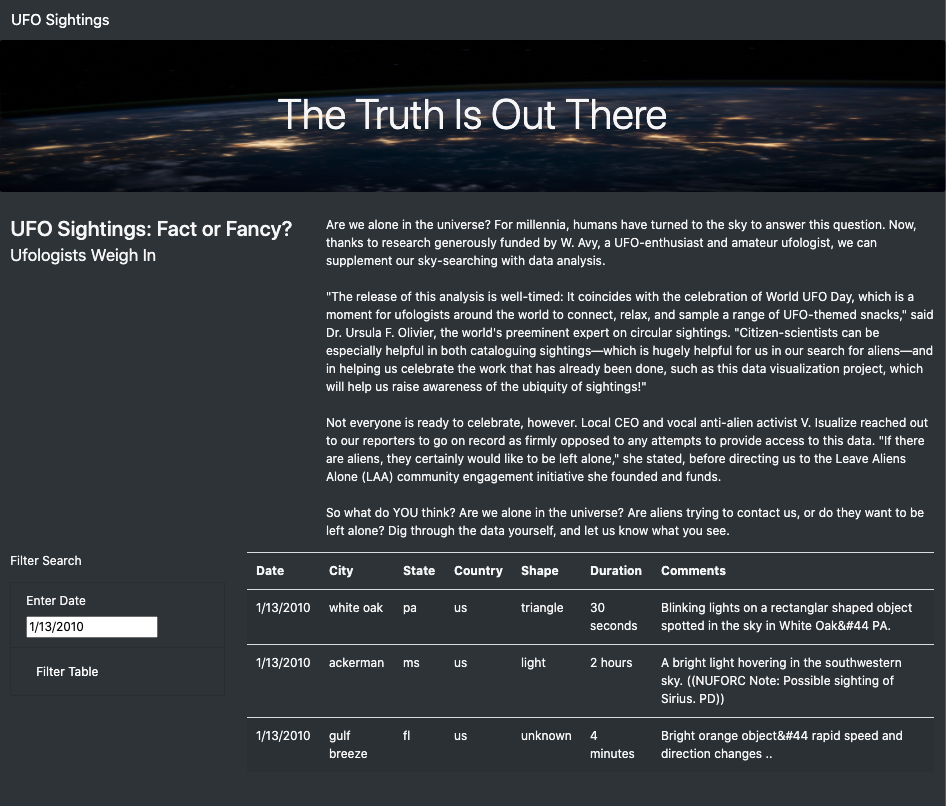 UFO Sightings
The Truth Is Out There
UFO Sightings: Fact or Fancy?
Ufologists Weigh In
Are we alone in the universe? For millennia, humans have turned to the sky to answer this question. Now,
thanks to research generously funded by W. Avy, a UFO-enthusiast and amateur ufologist, we can
supplement our sky-searching with data analysis.
"The release of this analysis is well-timed: It coincides with the celebration of World UFO Day, which is a
moment for ufologists around the world to connect, relax, and sample a range of UFO-themed snacks," said
Dr. Ursula F. Olivier, the world's preeminent expert on circular sightings. "Citizen-scientists can be
especially helpful in both cataloguing sightings—which is hugely helpful for us in our search for aliens—and
in helping us celebrate the work that has already been done, such as this data visualization project, which
will help us raise awareness of the ubiquity of sightings!"
Not everyone is ready to celebrate, however. Local CEO and vocal anti-alien activist V. Isualize reached out
to our reporters to go on record as firmly opposed to any attempts to provide access to this data. "If there
are aliens, they certainly would like to be left alone," she stated, before directing us to the Leave Aliens
Alone (LAA) community engagement initiative she founded and funds.
So what do YOU think? Are we alone in the universe? Are aliens trying to contact us, or do they want to be
left alone? Dig through the data yourself, and let us know what you see.
Filter Search
Enter Date
1/13/2010
Filter Table
Date City State Country Shape Duration Comments
1/13/2010 white oak pa us triangle 30 Blinking lights on a rectanglar shaped object
seconds spotted in the sky in White Oak&#44 PA.
1/13/2010 ackerman ms us light 2 hours A bright light hovering in the southwestern
sky. ((NUFORC Note: Possible sighting of
Sirius. PD))
1/13/2010 gulf fl us unknown 4 Bright orange object&#44 rapid speed and
breeze minutes direction changes ..